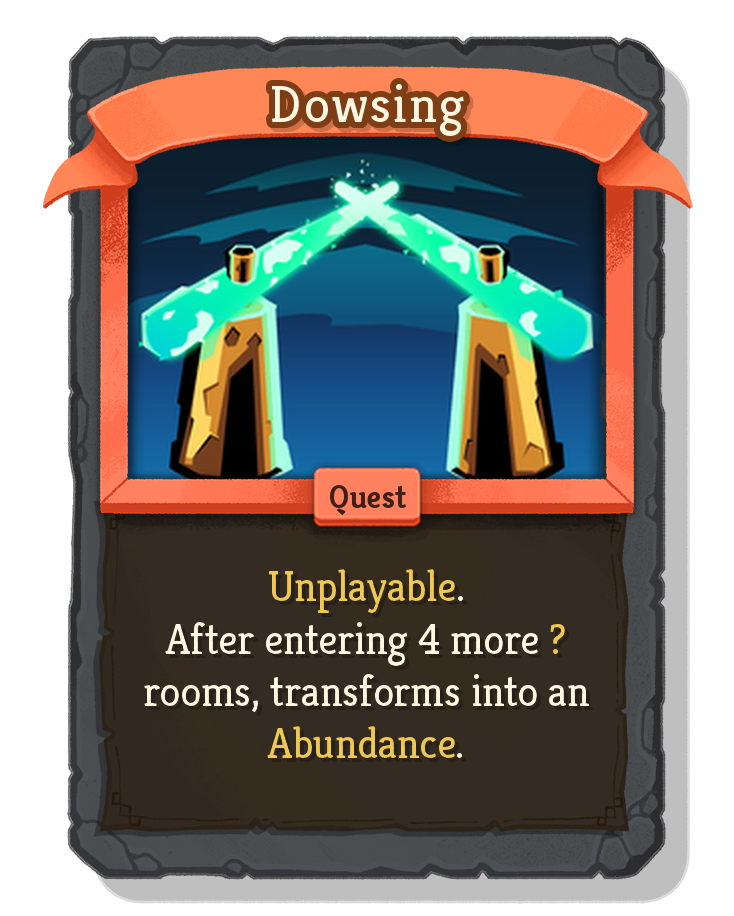 Dowsing
Quest
Unplayable.
After entering 4 more ?
rooms, transforms into an
Abundance.